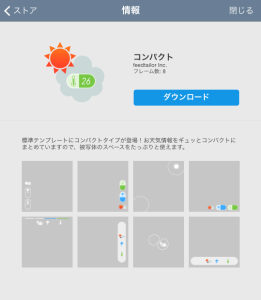 ストア
情報
閉じる
26
コンパクト
feedtailor Inc.
フレーム数: 8
ダウンロード
標準テンプレートにコンパクトタイプが登場！お天気情報をギュッとコンパクトに
まとめていますので、被写体のスペースをたっぷりと使えます。